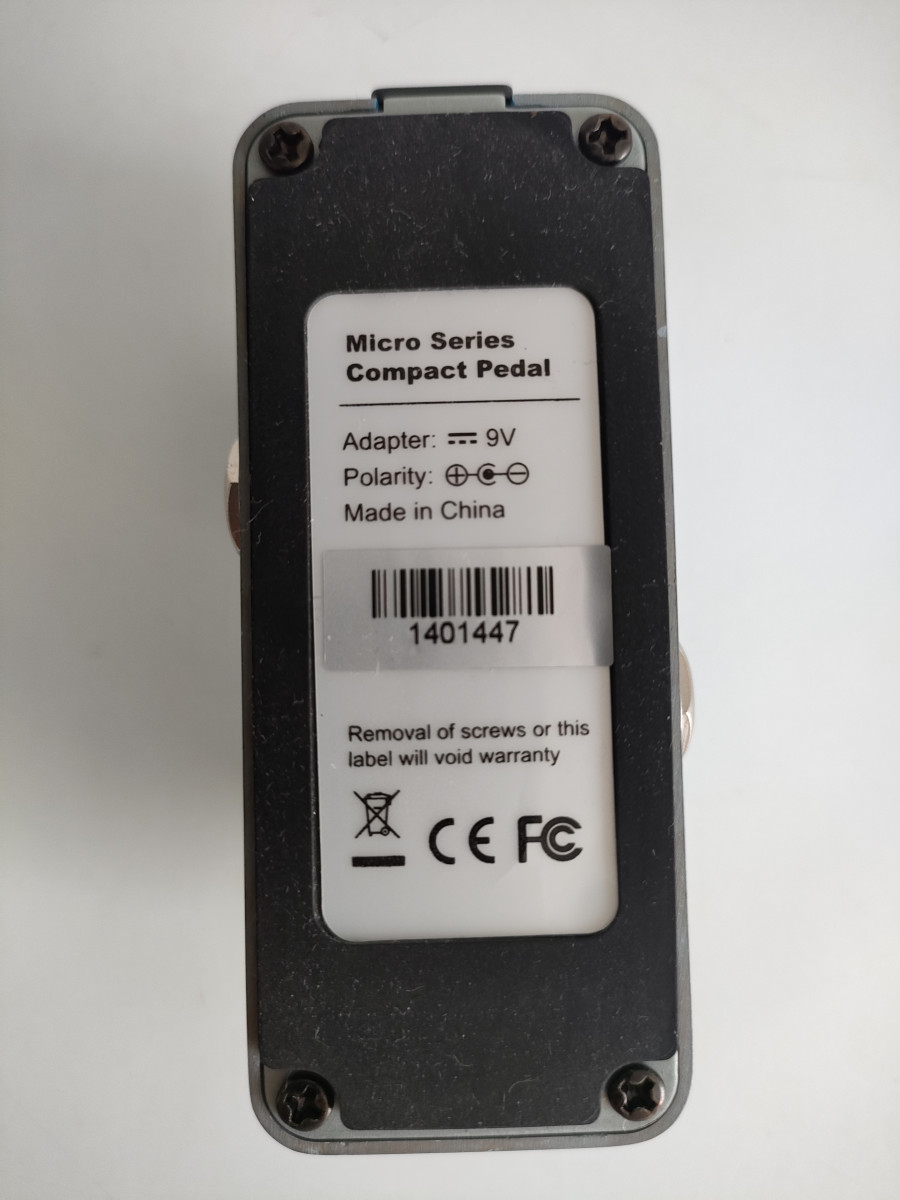 Micro Series
Compact Pedal
Adapter: ⎓ 9V
Polarity:
Made in China
1401447
Removal of screws or this
label will void warranty
CE FC